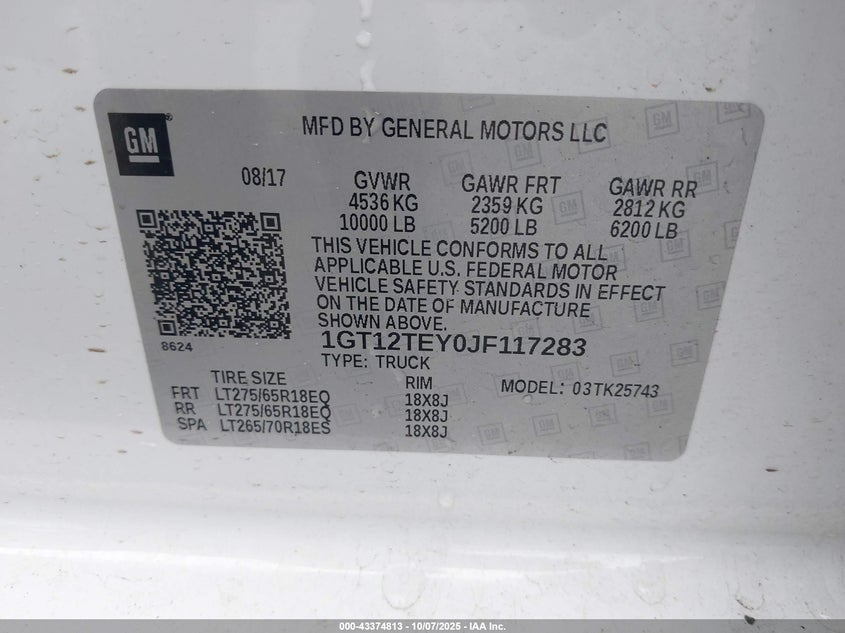 GM
MFD BY GENERAL MOTORS LLC
08/17
GVWR GAWR FRT GAWR RR
4536 KG 2359 KG 2812 KG
10000 LB 5200 LB 6200 LB
THIS VEHICLE CONFORMS TO ALL
APPLICABLE U.S. FEDERAL MOTOR
VEHICLE SAFETY STANDARDS IN EFFECT
ON THE DATE OF MANUFACTURE
SHOWN ABOVE.
8624
1GT12TEY0JF117283
TYPE: TRUCK
TIRE SIZE RIM MODEL: 03TK25743
FRT LT275/65R18EQ 18X8J
RR LT275/65R18EQ 18X8J
SPA LT265/70R18ES 18X8J
000-43374813 - 10/07/2025 - IAA Inc.